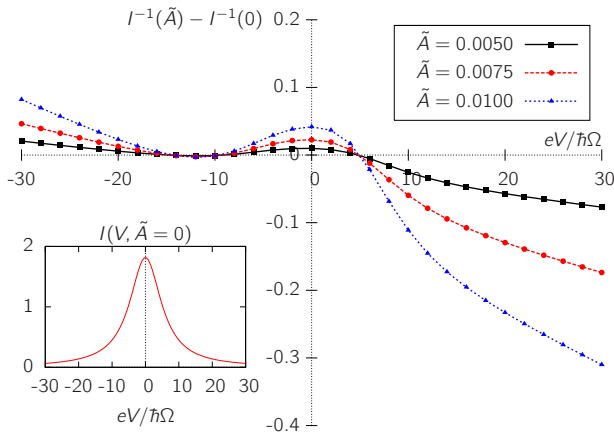 I⁻¹(Ã) − I⁻¹(0)
0.2
0.1
0
-0.1
-0.2
-0.3
-0.4
Ã = 0.0050
Ã = 0.0075
Ã = 0.0100
eV/ħΩ
-30 -20 -10 0 10 20 30
I(V, Ã = 0)
2
1
0
-30 -20 -10 0 10 20 30
eV/ħΩ